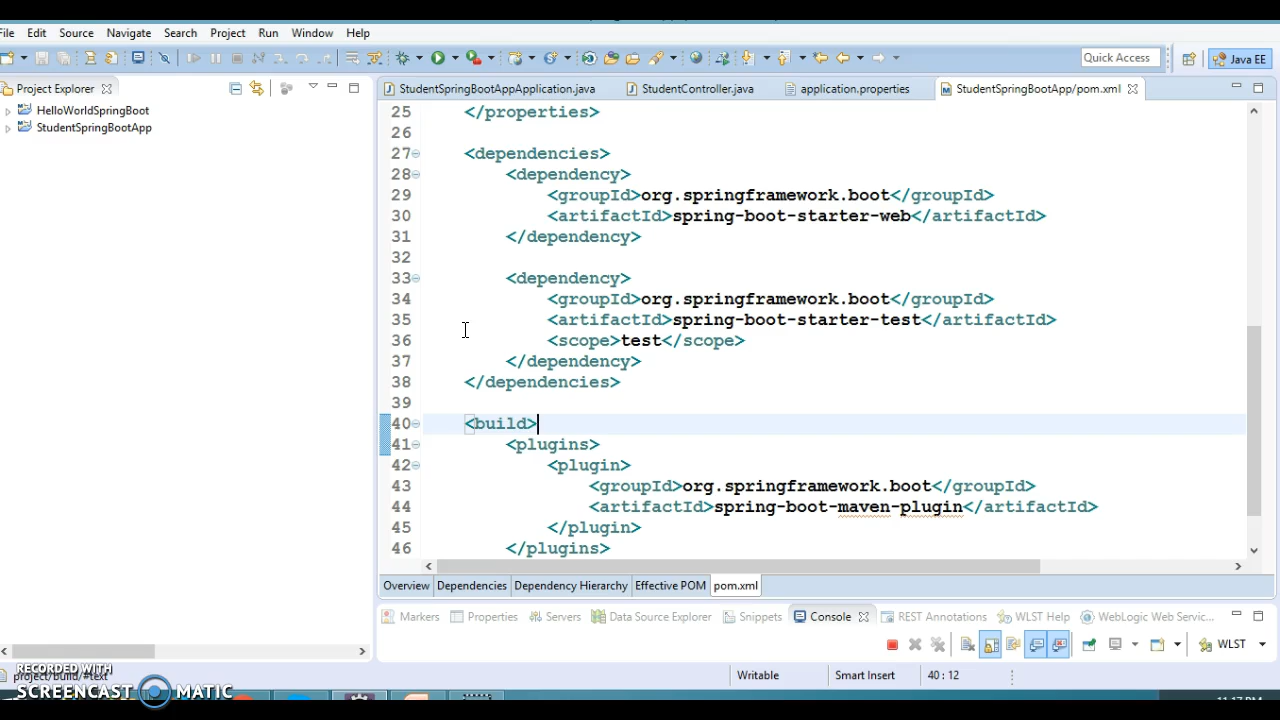 File Edit Source Navigate Search Project Run Window Help
Quick Access Java EE
Project Explorer
HelloWorldSpringBoot
StudentSpringBootApp
StudentSpringBootAppApplication.java StudentController.java application.properties StudentSpringBootApp/pom.xml
25 </properties>
26
27 <dependencies>
28 <dependency>
29 <groupId>org.springframework.boot</groupId>
30 <artifactId>spring-boot-starter-web</artifactId>
31 </dependency>
32
33 <dependency>
34 <groupId>org.springframework.boot</groupId>
35 <artifactId>spring-boot-starter-test</artifactId>
36 <scope>test</scope>
37 </dependency>
38 </dependencies>
39
40 <build>
41 <plugins>
42 <plugin>
43 <groupId>org.springframework.boot</groupId>
44 <artifactId>spring-boot-maven-plugin</artifactId>
45 </plugin>
46 </plugins>
Overview Dependencies Dependency Hierarchy Effective POM pom.xml
Markers Properties Servers Data Source Explorer Snippets Console REST Annotations WLST Help WebLogic Web Servic...
WLST
project/build/#text Writable Smart Insert 40 : 12
RECORDED WITH
SCREENCAST MATIC